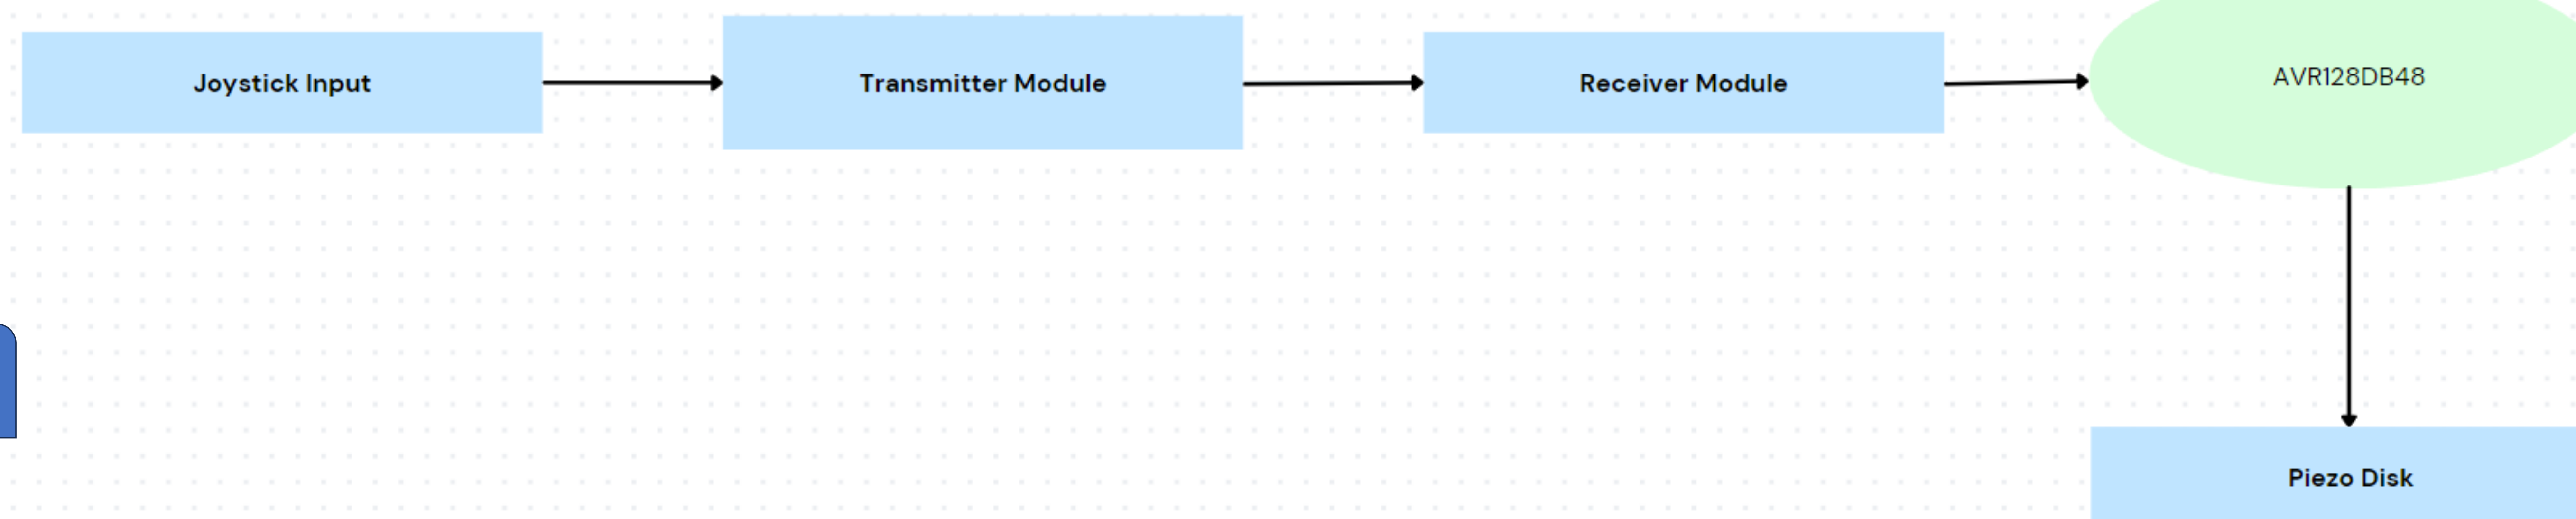 Joystick Input
Transmitter Module
Receiver Module
AVR128DB48
Piezo Disk